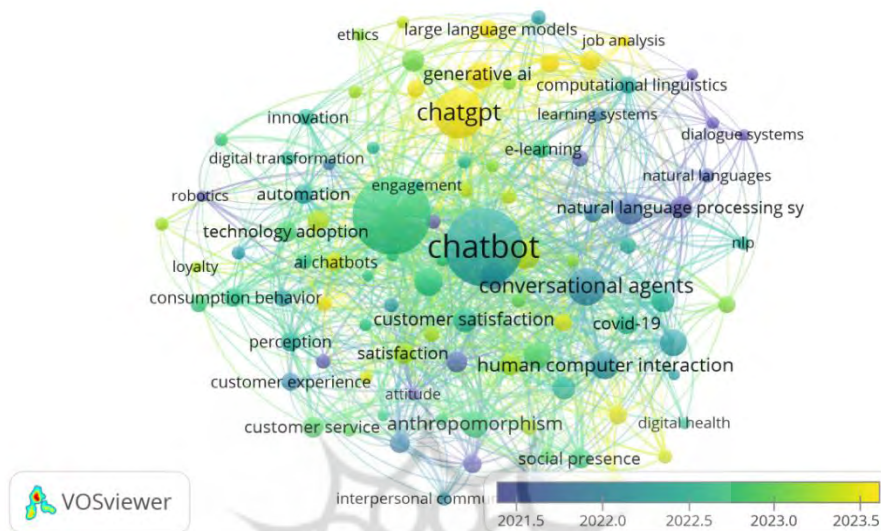 large language models
ethics
job analysis
generative ai
computational linguistics
chatgpt
innovation
learning systems
dialogue systems
e-learning
digital transformation
natural languages
engagement
robotics
automation
natural language processing sy
technology adoption
chatbot
nlp
ai chatbots
loyalty
conversational agents
consumption behavior
customer satisfaction
covid-19
perception
satisfaction
human computer interaction
customer experience
attitude
digital health
customer service
anthropomorphism
social presence
interpersonal commu
VOSviewer
2021.5 2022.0 2022.5 2023.0 2023.5